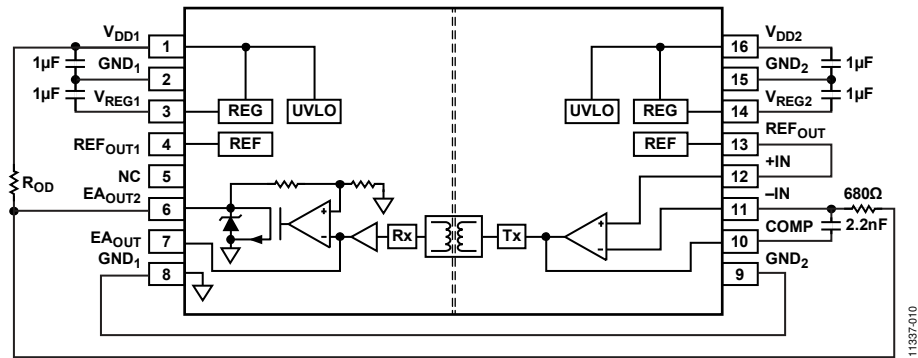 VDD1
1
1µF
GND1
2
1µF
VREG1
3
REG
UVLO
REFOUT1
4
REF
NC
5
ROD
EAOUT2
6
EAOUT
7
GND1
8
+
−
Rx
Tx
+
−
VDD2
16
1µF
GND2
15
1µF
VREG2
14
UVLO
REG
REFOUT
13
REF
+IN
12
−IN
11
680Ω
2.2nF
COMP
10
GND2
9
11337-010